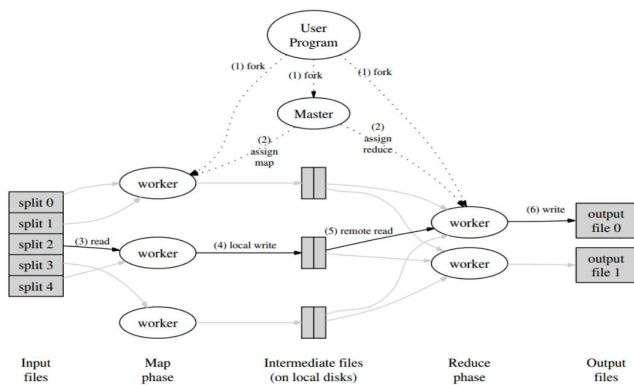 User
Program
(1) fork
(1) fork
(1) fork
Master
(2)
assign
map
(2)
assign
reduce
worker
split 0
split 1
split 2
split 3
split 4
(3) read
worker
(4) local write
(5) remote read
worker
(6) write
output
file 0
worker
output
file 1
worker
Input
files
Map
phase
Intermediate files
(on local disks)
Reduce
phase
Output
files